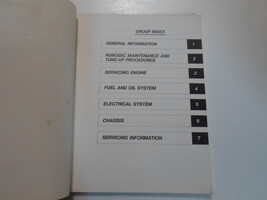 GROUP INDEX
GENERAL INFORMATION 1
PERIODIC MAINTENANCE AND
TUNE-UP PROCEDURES 2
SERVICING ENGINE 3
FUEL AND OIL SYSTEM 4
ELECTRICAL SYSTEM 5
CHASSIS 6
SERVICING INFORMATION 7